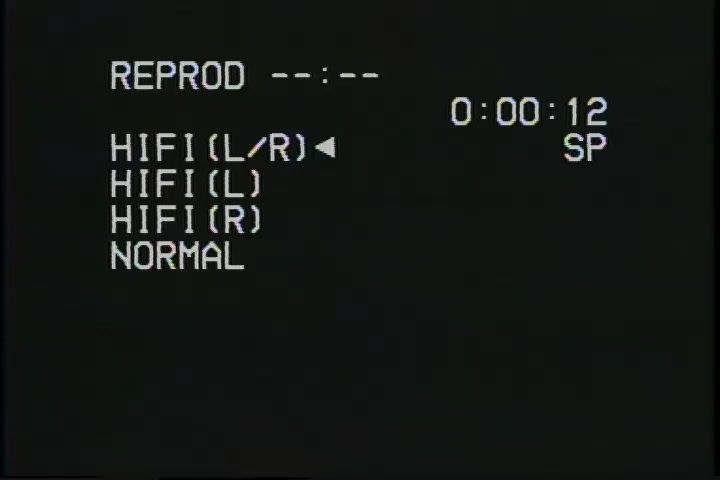 REPROD --:--
0:00:12
HIFI(L/R)◀ SP
HIFI(L)
HIFI(R)
NORMAL